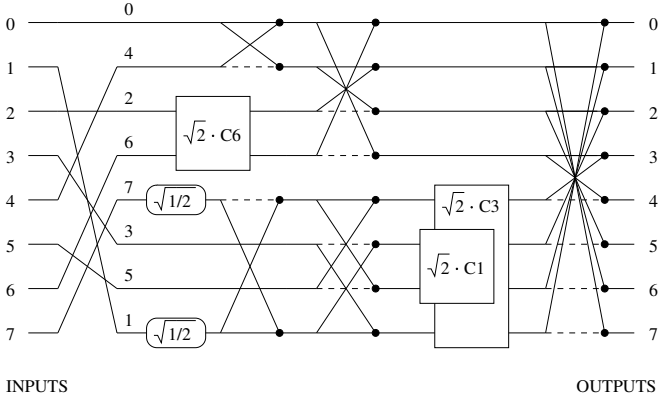 0 0 0
1 4 1
2 2 √2 · C6 2
3 6 3
4 7 √1/2 √2 · C3 4
5 3 √2 · C1 5
6 5 6
7 1 √1/2 7
INPUTS OUTPUTS